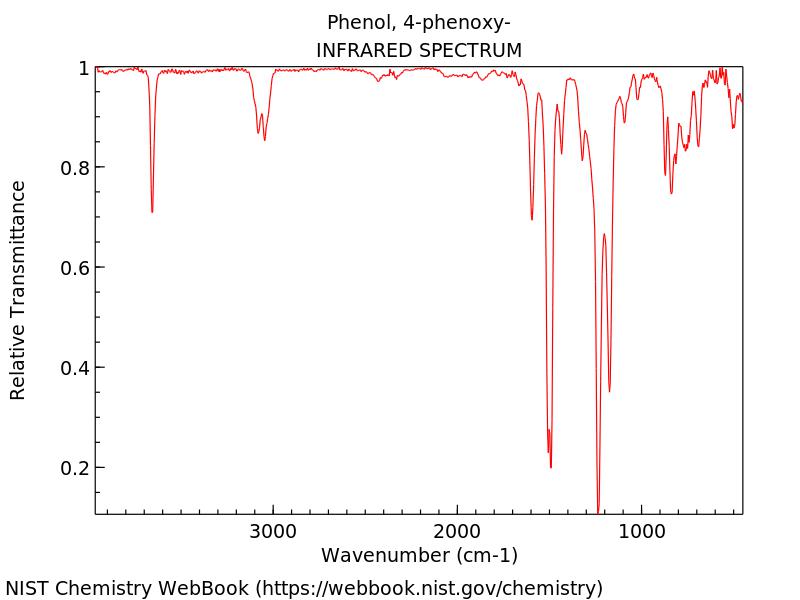 Phenol, 4-phenoxy-
INFRARED SPECTRUM
1
0.8
0.6
0.4
0.2
Relative Transmittance
3000 2000 1000
Wavenumber (cm-1)
NIST Chemistry WebBook (https://webbook.nist.gov/chemistry)